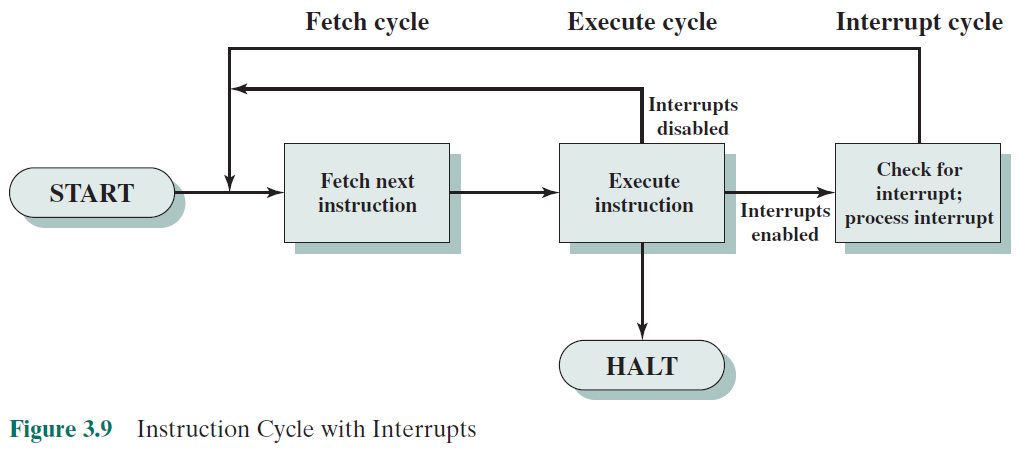 Fetch cycle
Execute cycle
Interrupt cycle
Interrupts
disabled
START
Fetch next
instruction
Execute
instruction
Interrupts
enabled
Check for
interrupt;
process interrupt
HALT
Figure 3.9 Instruction Cycle with Interrupts